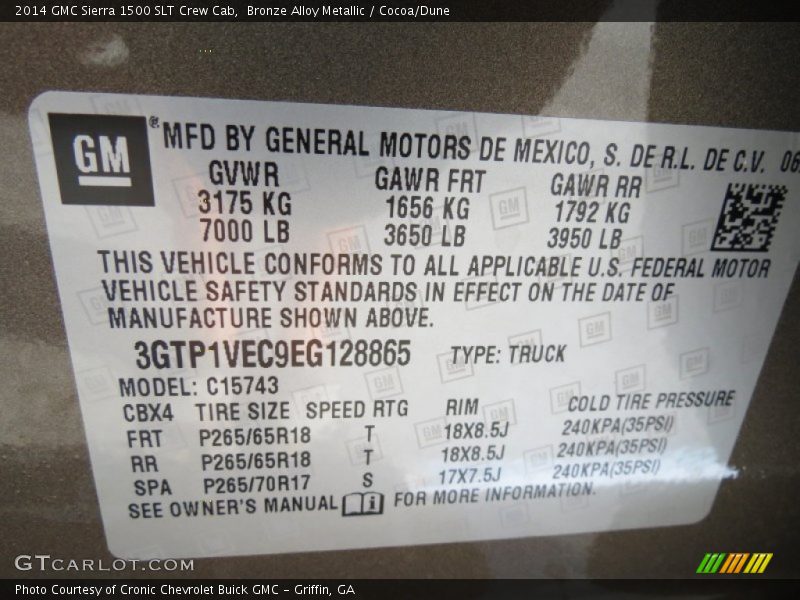 2014 GMC Sierra 1500 SLT Crew Cab, Bronze Alloy Metallic / Cocoa/Dune
GM ® MFD BY GENERAL MOTORS DE MEXICO, S. DE R.L. DE C.V. 06
GVWR GAWR FRT GAWR RR
3175 KG 1656 KG 1792 KG
7000 LB 3650 LB 3950 LB
THIS VEHICLE CONFORMS TO ALL APPLICABLE U.S. FEDERAL MOTOR
VEHICLE SAFETY STANDARDS IN EFFECT ON THE DATE OF
MANUFACTURE SHOWN ABOVE.
3GTP1VEC9EG128865 TYPE: TRUCK
MODEL: C15743
CBX4 TIRE SIZE SPEED RTG RIM COLD TIRE PRESSURE
FRT P265/65R18 T 18X8.5J 240KPA(35PSI)
RR P265/65R18 T 18X8.5J 240KPA(35PSI)
SPA P265/70R17 S 17X7.5J 240KPA(35PSI)
SEE OWNER'S MANUAL i FOR MORE INFORMATION.
GTCARLOT.COM
Photo Courtesy of Cronic Chevrolet Buick GMC – Griffin, GA